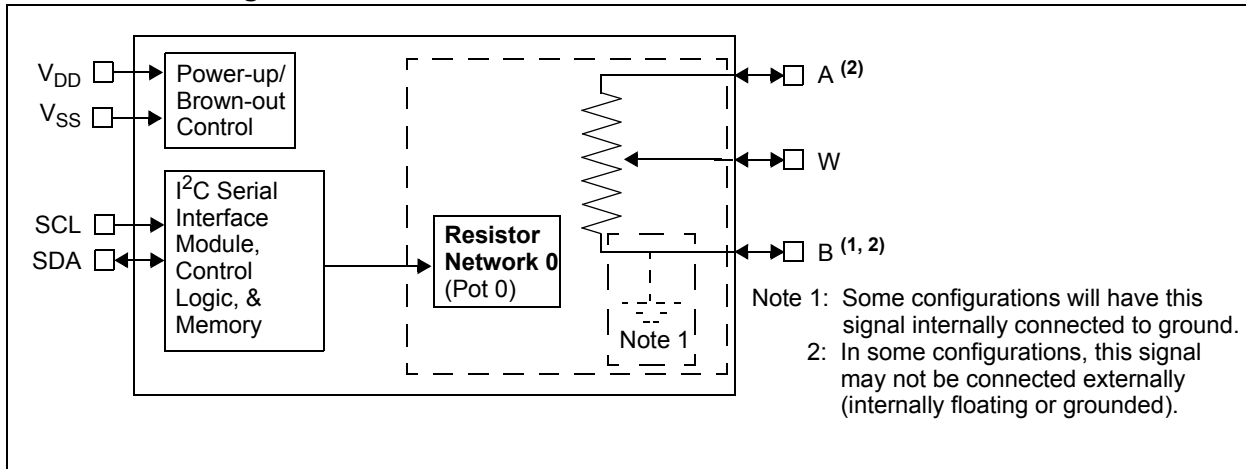 V_DD
V_SS
Power-up/
Brown-out
Control
SCL
SDA
I²C Serial
Interface
Module,
Control
Logic, &
Memory
Resistor
Network 0
(Pot 0)
Note 1
A (2)
W
B (1, 2)
Note 1: Some configurations will have this
signal internally connected to ground.
2: In some configurations, this signal
may not be connected externally
(internally floating or grounded).